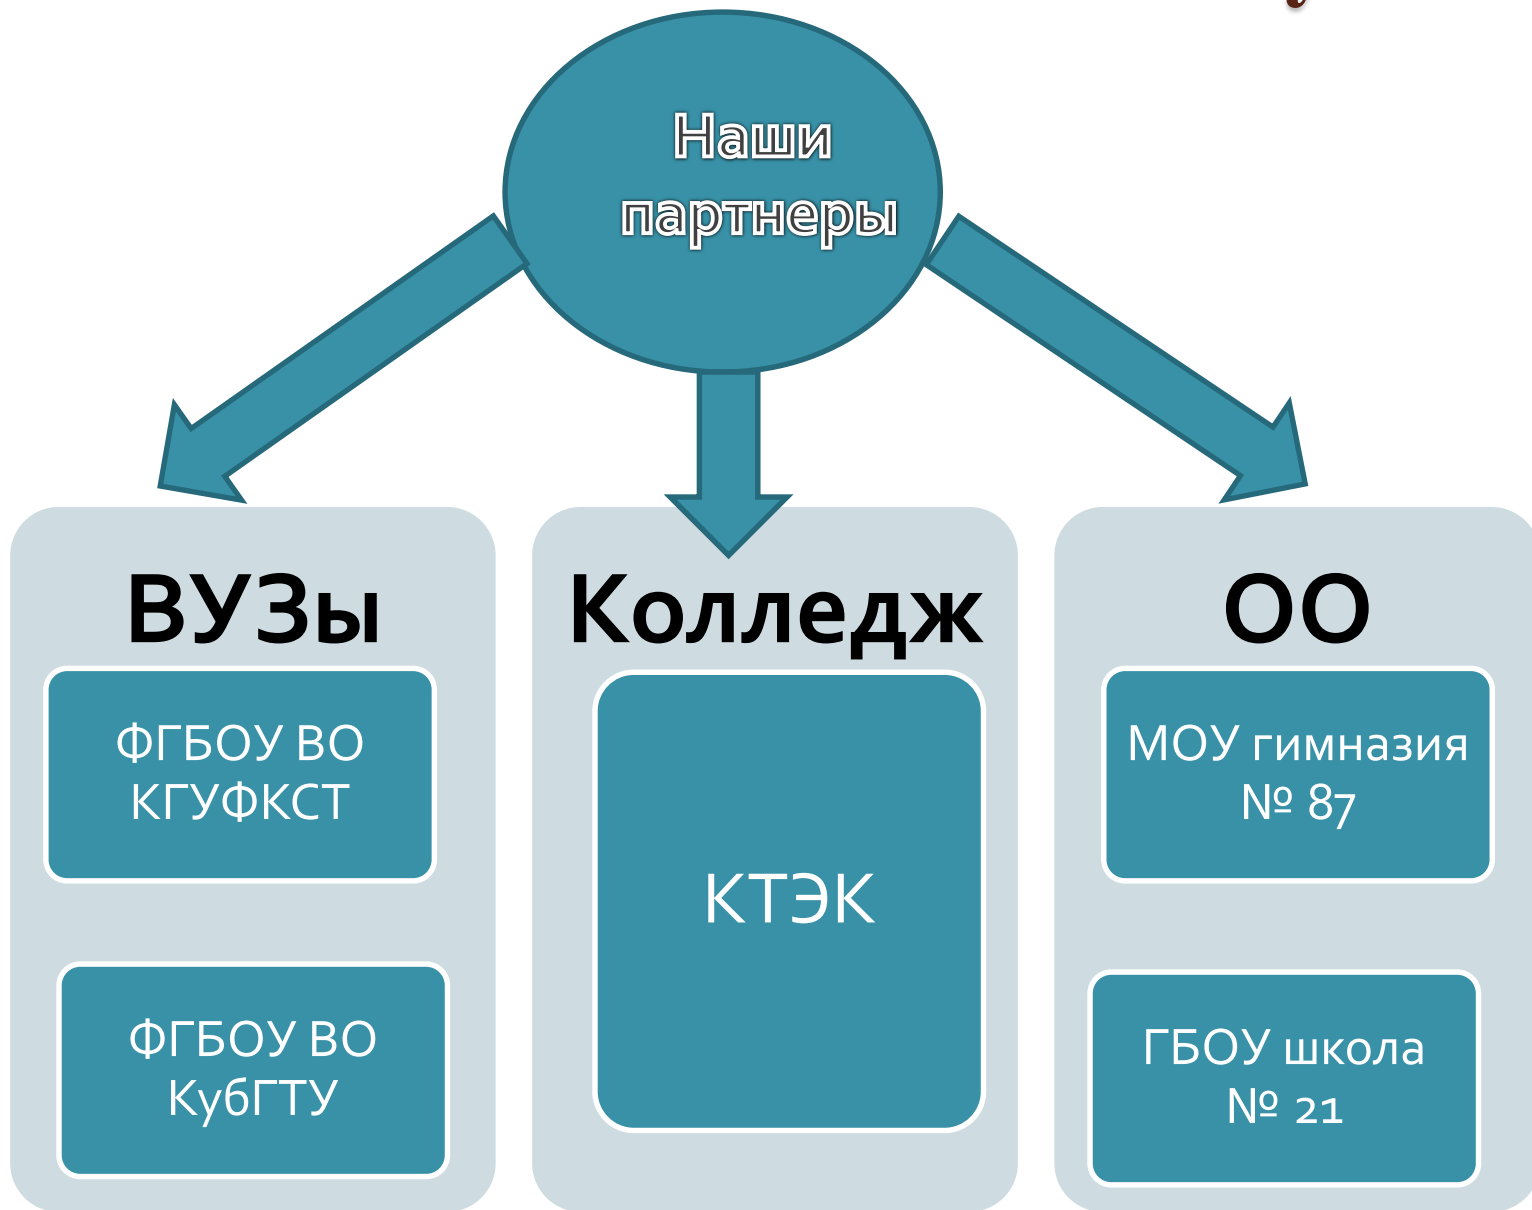 Наши
партнеры
ВУЗы
ФГБОУ ВО
КГУФКСТ
ФГБОУ ВО
КубГТУ
Колледж
КТЭК
ОО
МОУ гимназия
№ 87
ГБОУ школа
№ 21